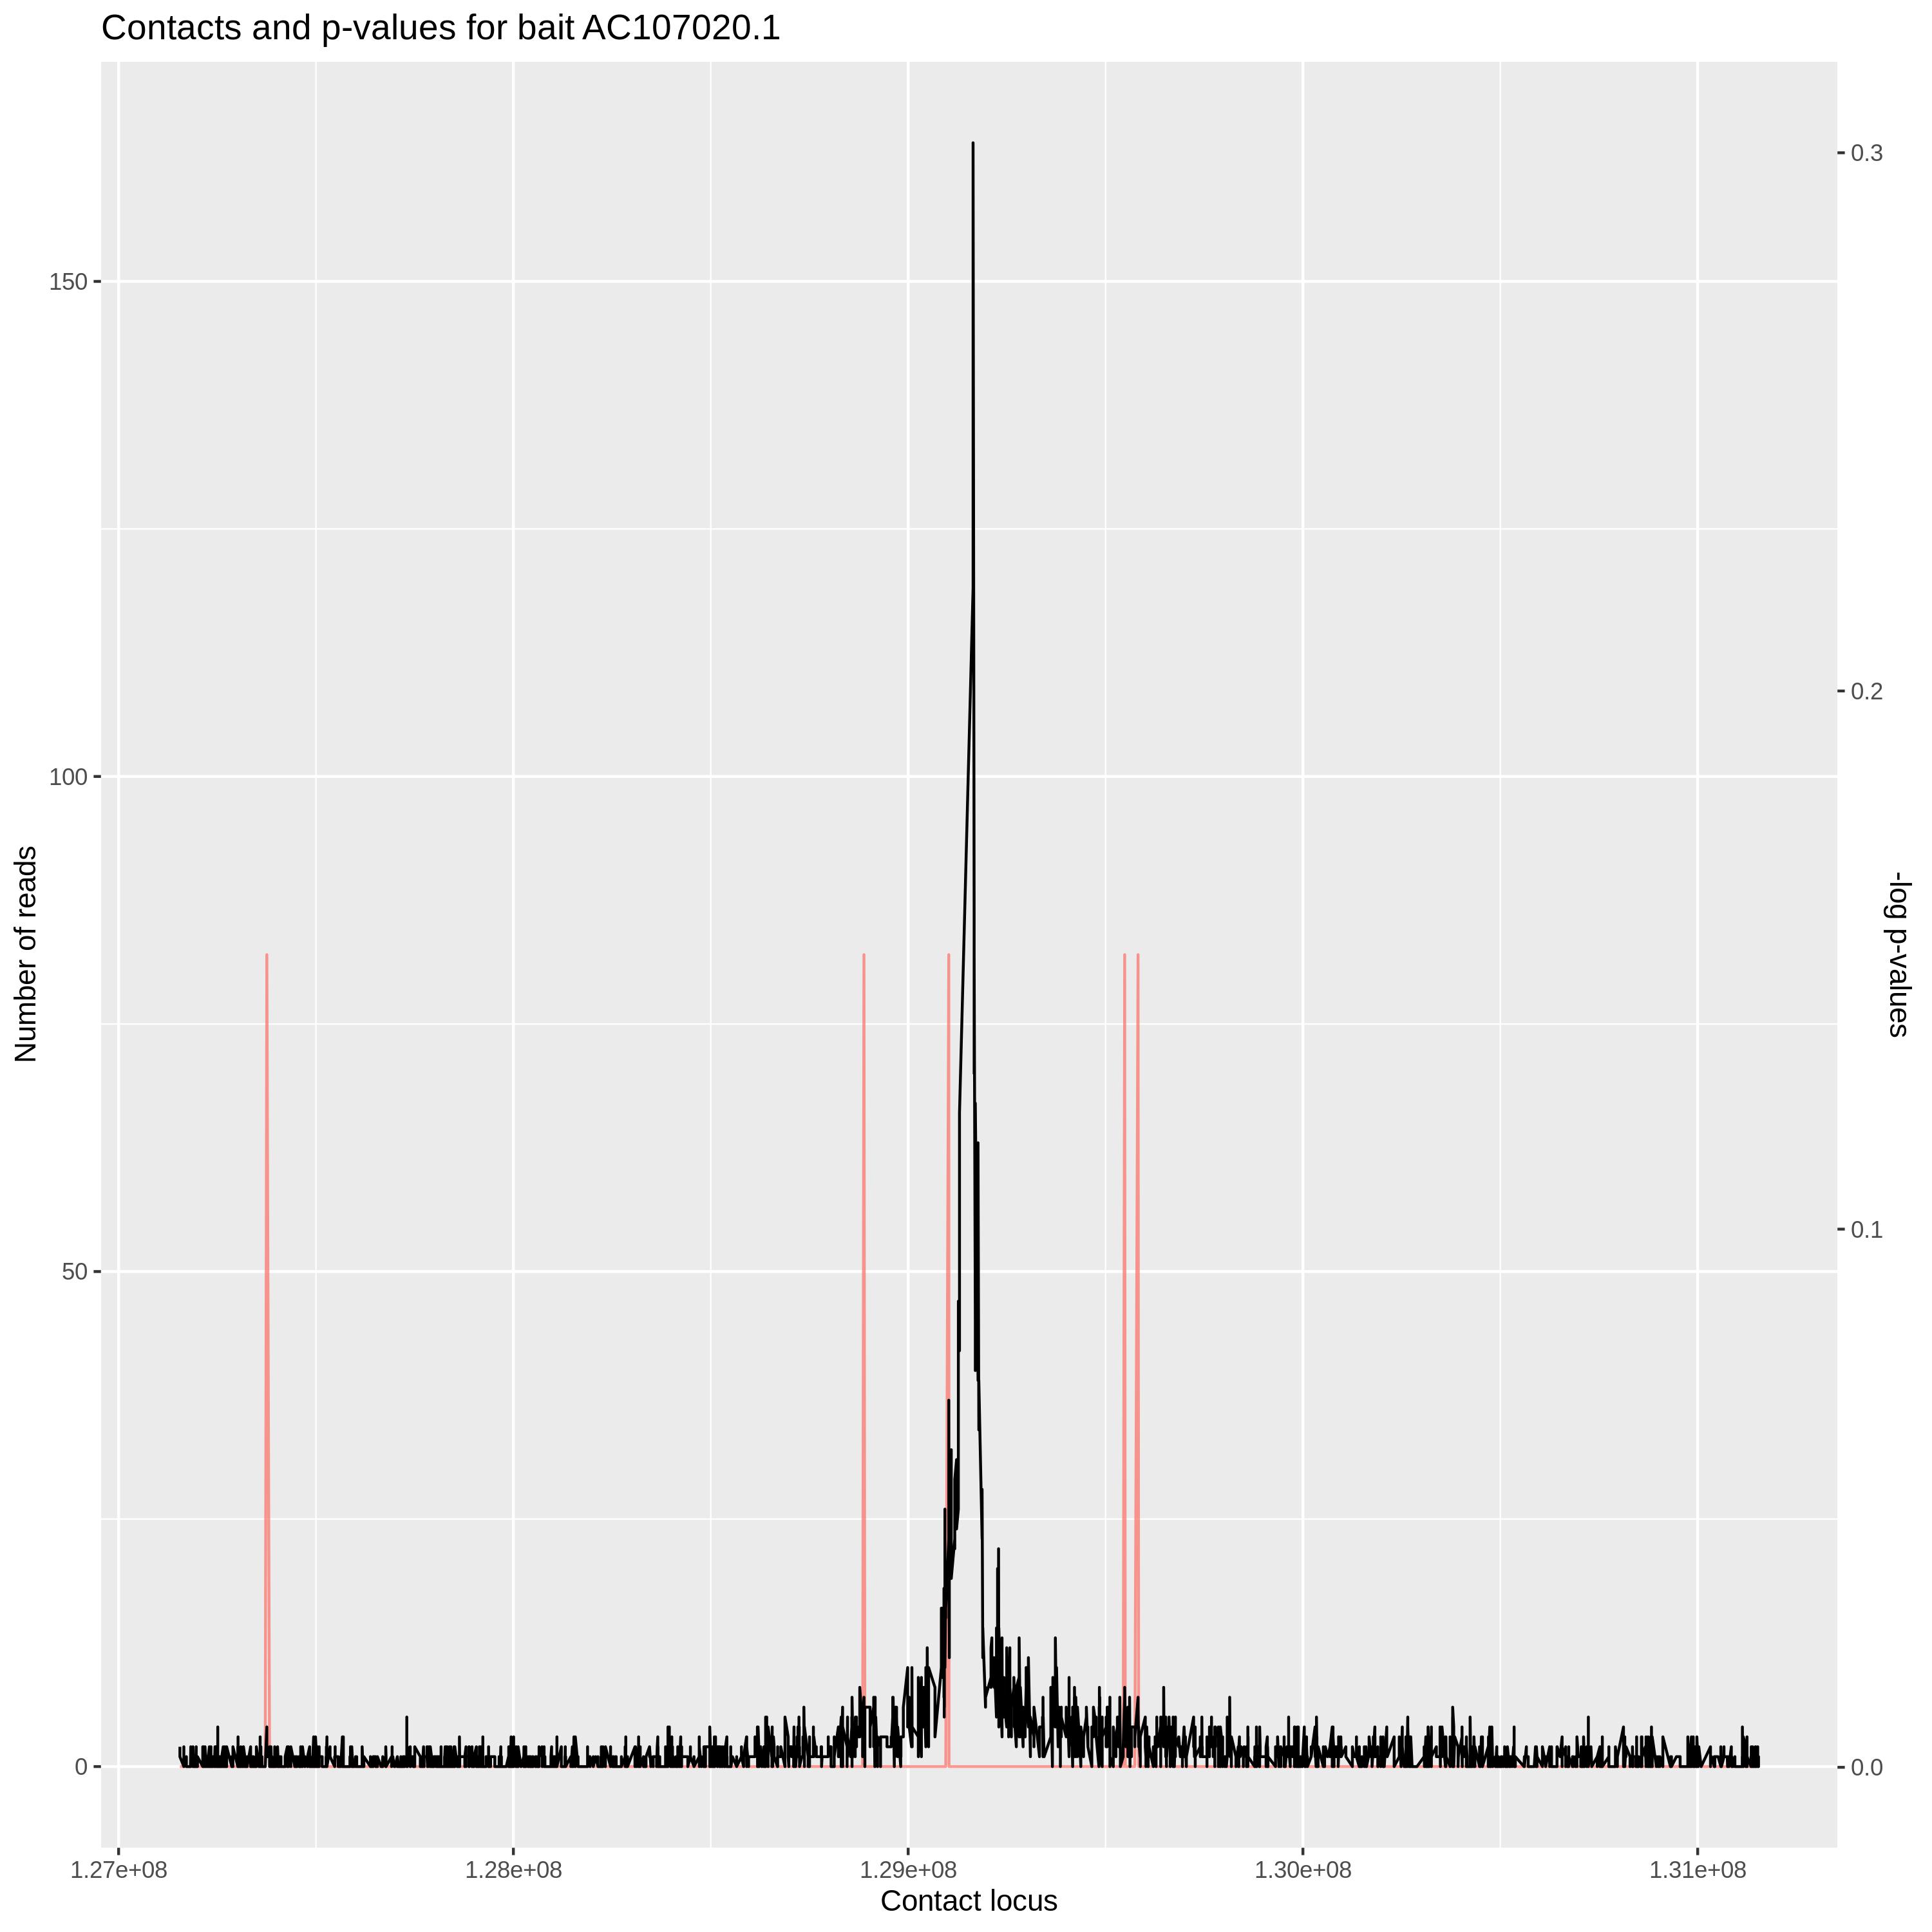 Contacts and p-values for bait AC107020.1
150
100
50
0
Number of reads
0.3
0.2
0.1
0.0
-log p-values
1.27e+08
1.28e+08
1.29e+08
1.30e+08
1.31e+08
Contact locus